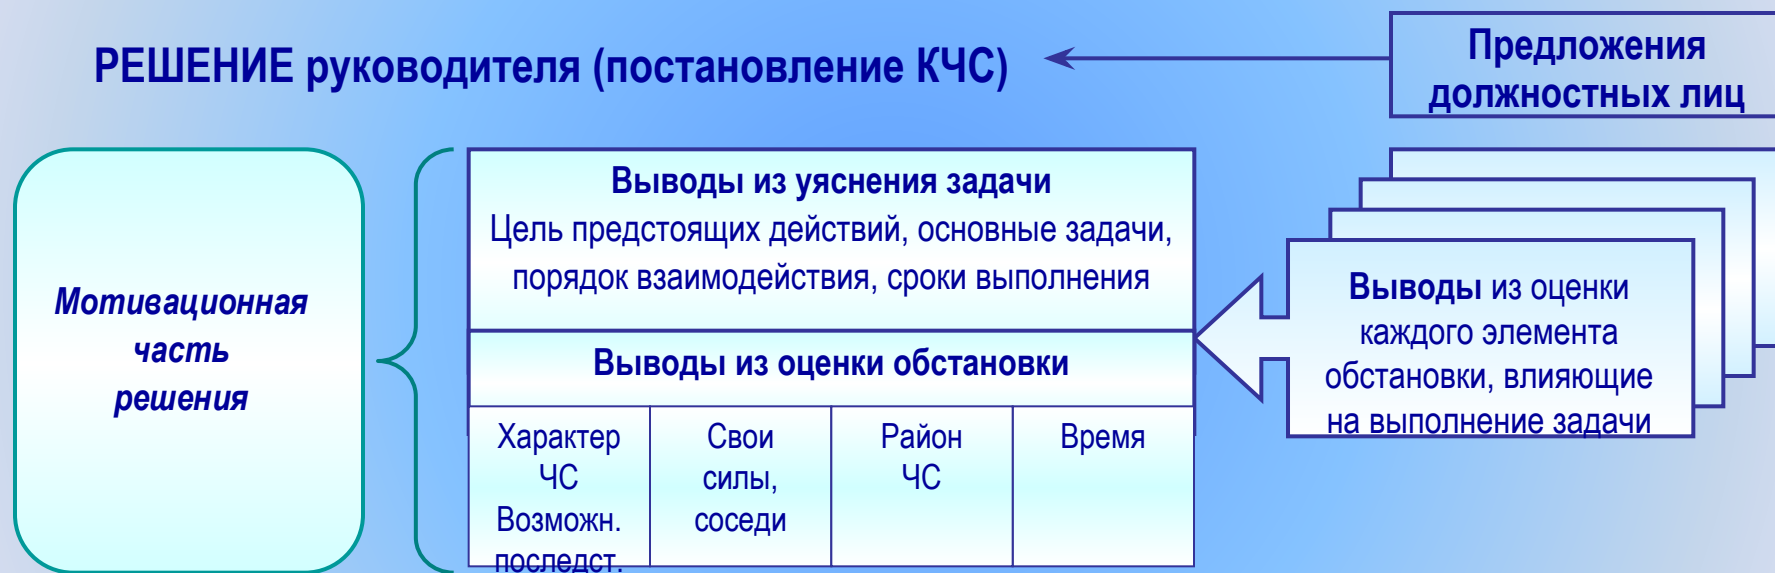 РЕШЕНИЕ руководителя (постановление КЧС)
Предложения
должностных лиц
Мотивационная
часть
решения
Выводы из уяснения задачи
Цель предстоящих действий, основные задачи,
порядок взаимодействия, сроки выполнения
Выводы из оценки обстановки
Характер
ЧС
Возможн.
последст.
Свои
силы,
соседи
Район
ЧС
Время
Выводы из оценки
каждого элемента
обстановки, влияющие
на выполнение задачи